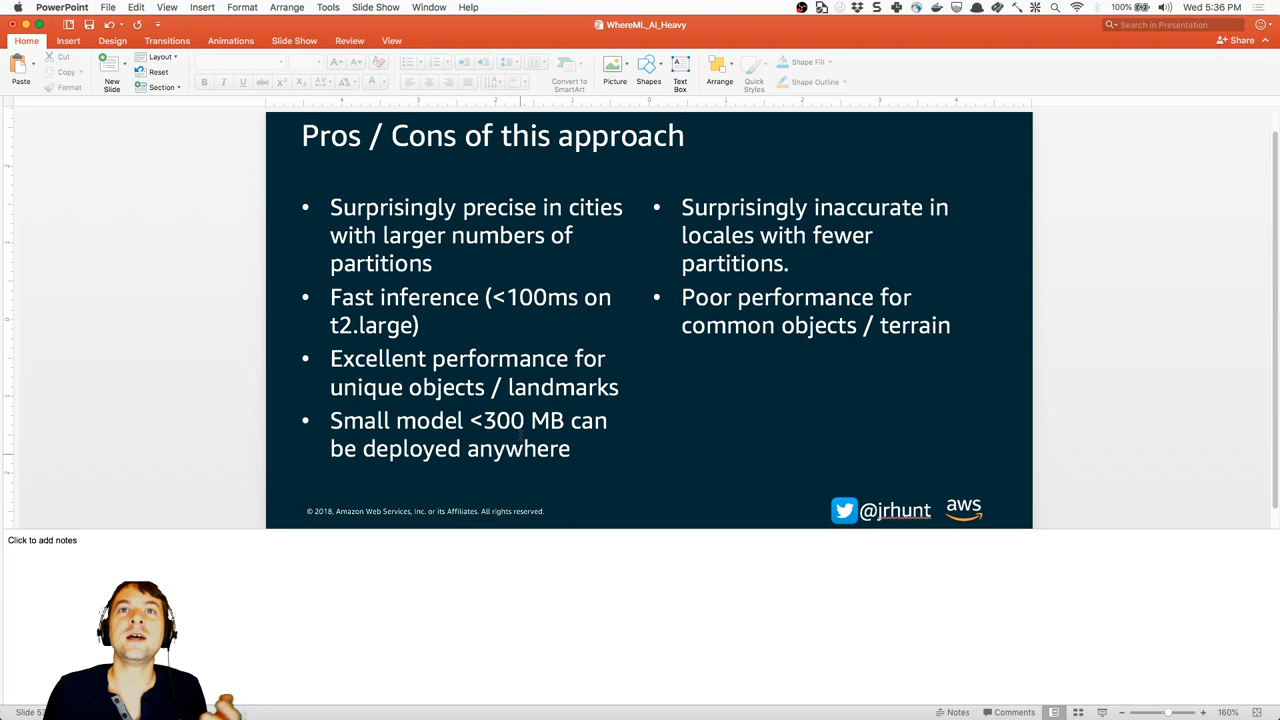 PowerPoint File Edit View Insert Format Arrange Tools Slide Show Window Help 100% Wed 5:36 PM
WhereML_AI_Heavy
Search in Presentation
Home Insert Design Transitions Animations Slide Show Review View
Share
Paste
Cut
Copy
Format
New Slide
Layout
Reset
Section
Convert to SmartArt
Picture
Shapes
Text Box
Arrange
Quick Styles
Shape Fill
Shape Outline
Pros / Cons of this approach
• Surprisingly precise in cities
with larger numbers of
partitions
• Fast inference (<100ms on
t2.large)
• Excellent performance for
unique objects / landmarks
• Small model <300 MB can
be deployed anywhere
• Surprisingly inaccurate in
locales with fewer
partitions.
• Poor performance for
common objects / terrain
© 2018, Amazon Web Services, Inc. or its Affiliates. All rights reserved.
@jrhunt
aws
Click to add notes
Notes Comments 160%